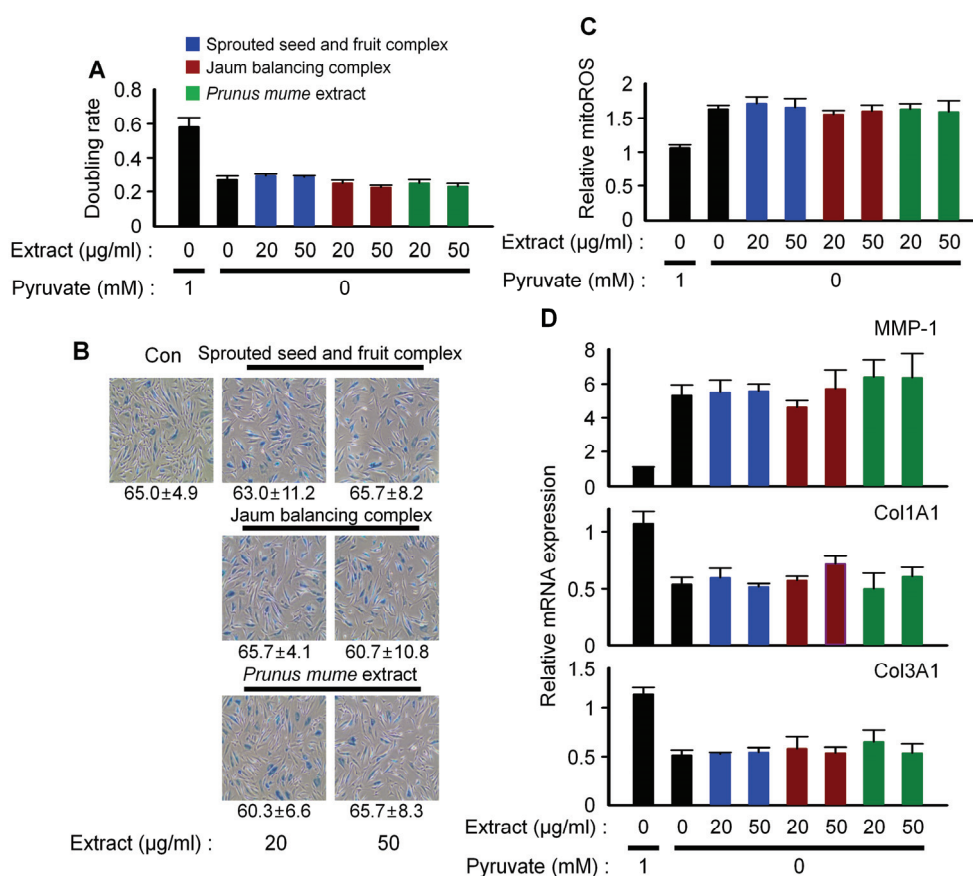 A
Sprouted seed and fruit complex
Jaum balancing complex
Prunus mume extract
Doubling rate
0.8
0.6
0.4
0.2
0
Extract (µg/ml) : 0 0 20 50 20 50 20 50
Pyruvate (mM) : 1 0
B
Con Sprouted seed and fruit complex
65.0±4.9 63.0±11.2 65.7±8.2
Jaum balancing complex
65.7±4.1 60.7±10.8
Prunus mume extract
60.3±6.6 65.7±8.3
Extract (µg/ml) : 20 50
C
Relative mitoROS
2
1.5
1
0.5
0
Extract (µg/ml) : 0 0 20 50 20 50 20 50
Pyruvate (mM) : 1 0
D
Relative mRNA expression
MMP-1
8
6
4
2
0
Col1A1
1
0.5
0
Col3A1
1.5
1
0.5
0
Extract (µg/ml) : 0 0 20 50 20 50 20 50
Pyruvate (mM) : 1 0